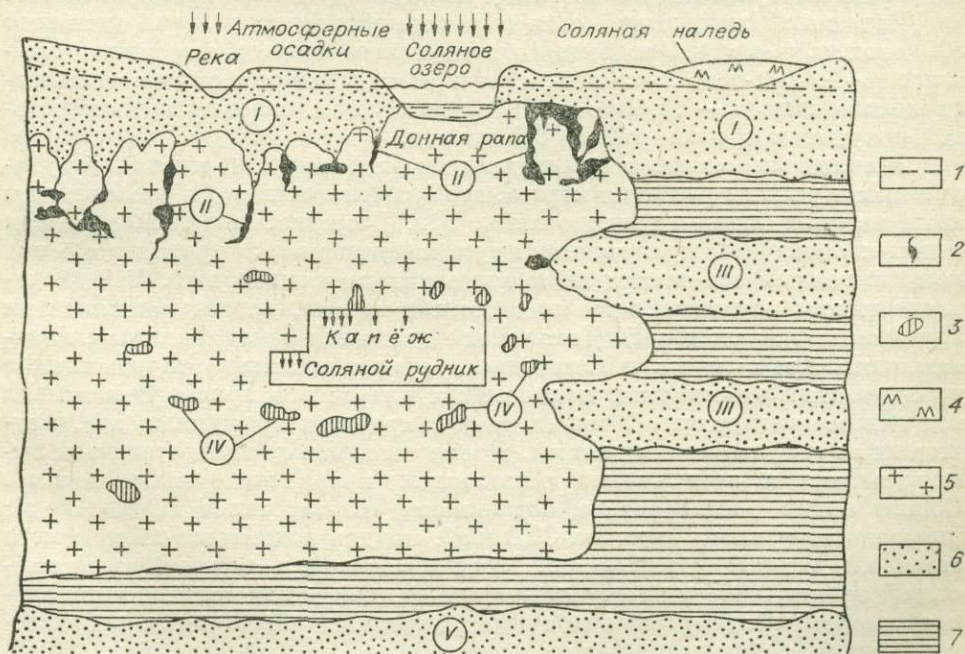 Атмосферные
осадки
Река
Соляное
озеро
Соляная наледь
I
I
Донная рапа
II
II
1
2
III
3
Капёж
Соляной рудник
IV
IV
III
4
5
6
V
7